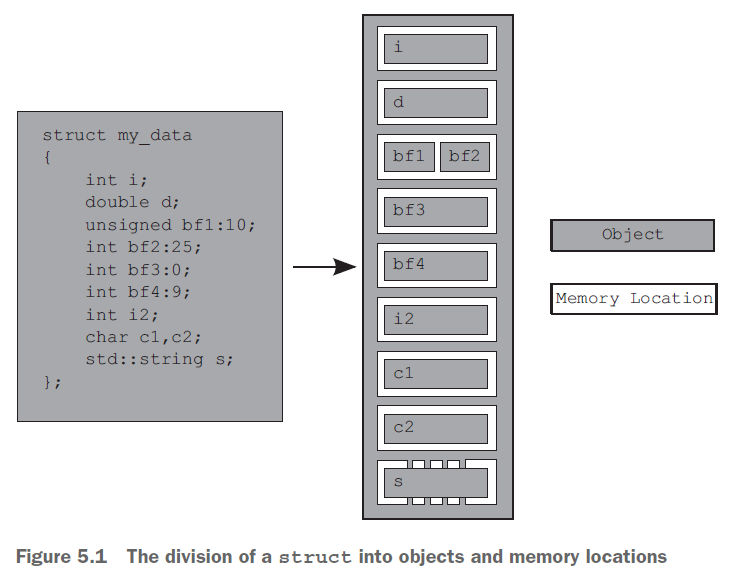 struct my_data
{
int i;
double d;
unsigned bf1:10;
int bf2:25;
int bf3:0;
int bf4:9;
int i2;
char c1,c2;
std::string s;
};
i
d
bf1 bf2
bf3
bf4
i2
c1
c2
s
Object
Memory Location
Figure 5.1 The division of a struct into objects and memory locations